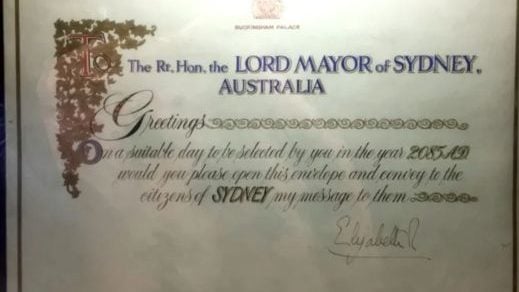 BUCKINGHAM PALACE
To The Rt. Hon. the LORD MAYOR of SYDNEY,
AUSTRALIA
Greetings
On a suitable day to be selected by you in the year 2085 A.D
would you please open this envelope and convey to the
citizens of SYDNEY my message to them
Elizabeth R